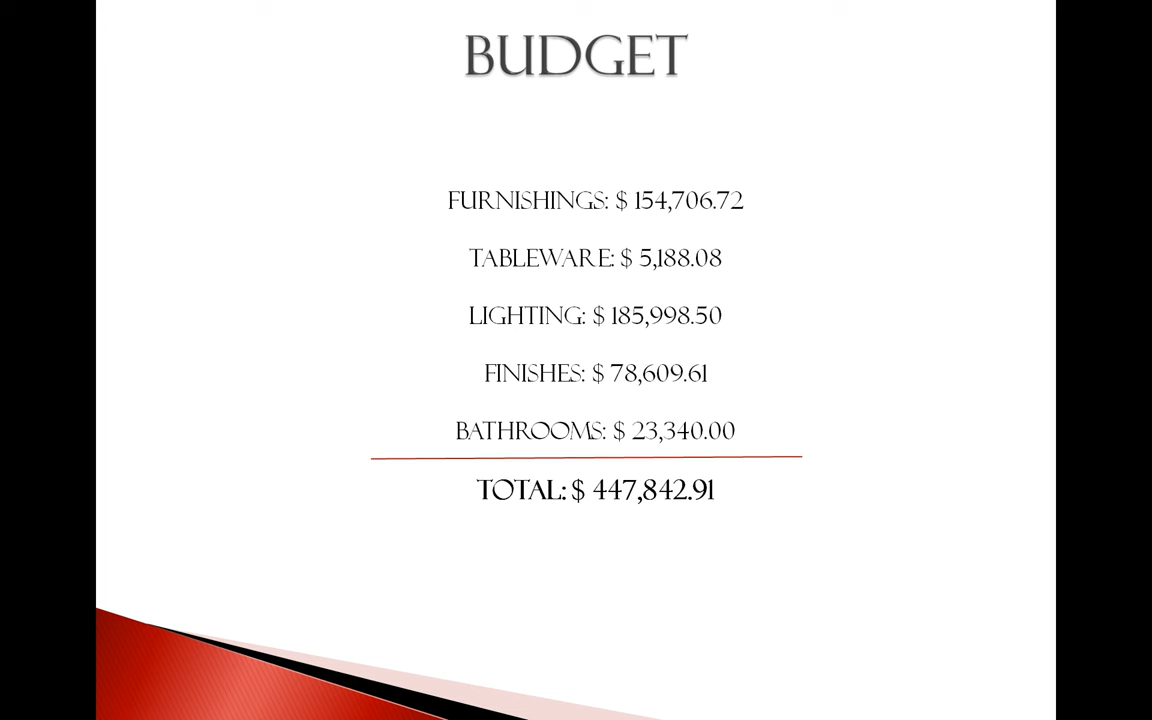 BUDGET
FURNISHINGS: $ 154,706.72
TABLEWARE: $ 5,188.08
LIGHTING: $ 185,998.50
FINISHES: $ 78,609.61
BATHROOMS: $ 23,340.00
TOTAL: $ 447,842.91